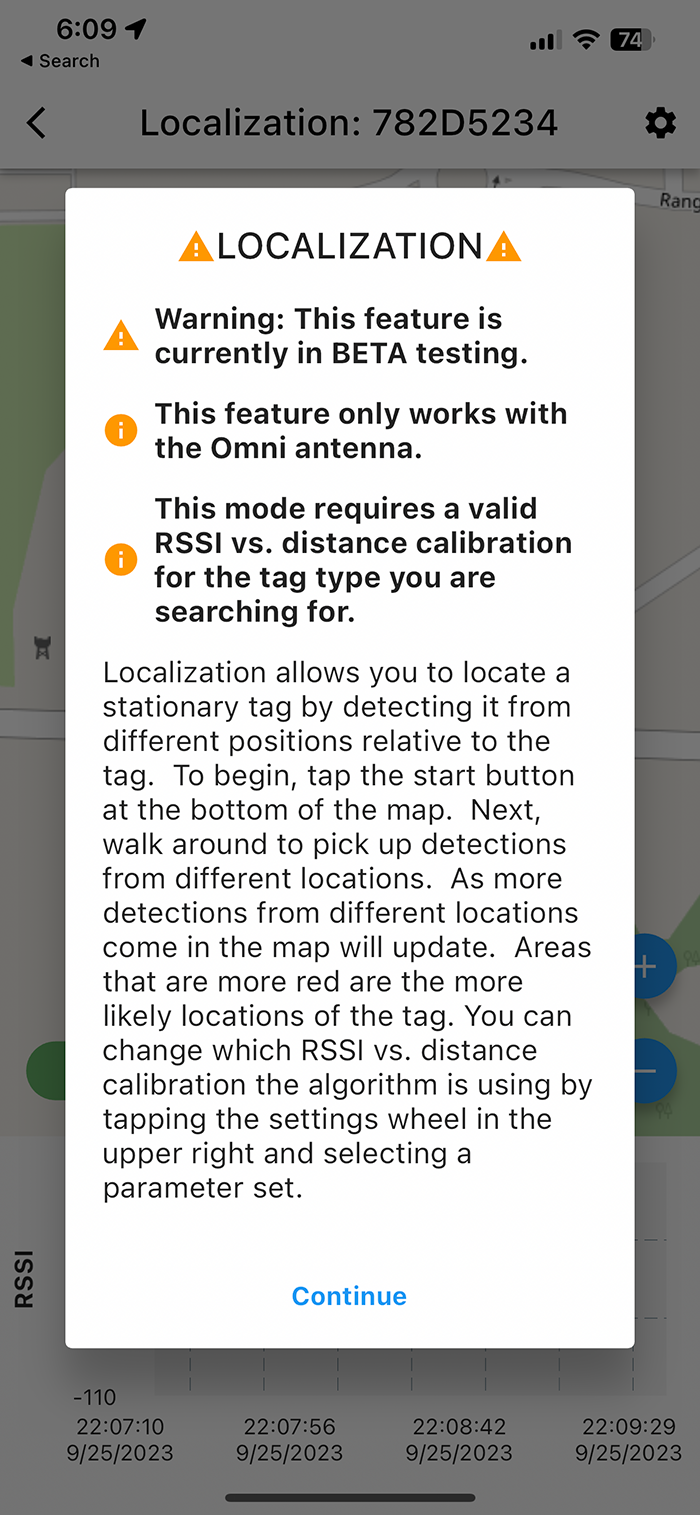 6:09
74
◀ Search
Localization: 782D5234
Rang
LOCALIZATION
Warning: This feature is
currently in BETA testing.
This feature only works with
the Omni antenna.
This mode requires a valid
RSSI vs. distance calibration
for the tag type you are
searching for.
Localization allows you to locate a
stationary tag by detecting it from
different positions relative to the
tag.  To begin, tap the start button
at the bottom of the map.  Next,
walk around to pick up detections
from different locations.  As more
detections from different locations
come in the map will update.  Areas
that are more red are the more
likely locations of the tag. You can
change which RSSI vs. distance
calibration the algorithm is using by
tapping the settings wheel in the
upper right and selecting a
parameter set.
Continue
RSSI
-110
22:07:10 22:07:56 22:08:42 22:09:29
9/25/2023 9/25/2023 9/25/2023 9/25/2023